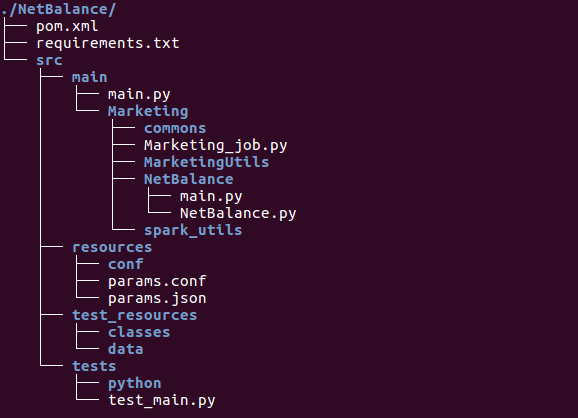 ./NetBalance/
├── pom.xml
├── requirements.txt
└── src
    ├── main
    │   ├── main.py
    │   └── Marketing
    │       ├── commons
    │       ├── Marketing_job.py
    │       ├── MarketingUtils
    │       ├── NetBalance
    │       │   ├── main.py
    │       │   └── NetBalance.py
    │       └── spark_utils
    ├── resources
    │   ├── conf
    │   ├── params.conf
    │   └── params.json
    ├── test_resources
    │   ├── classes
    │   └── data
    └── tests
        ├── python
        └── test_main.py